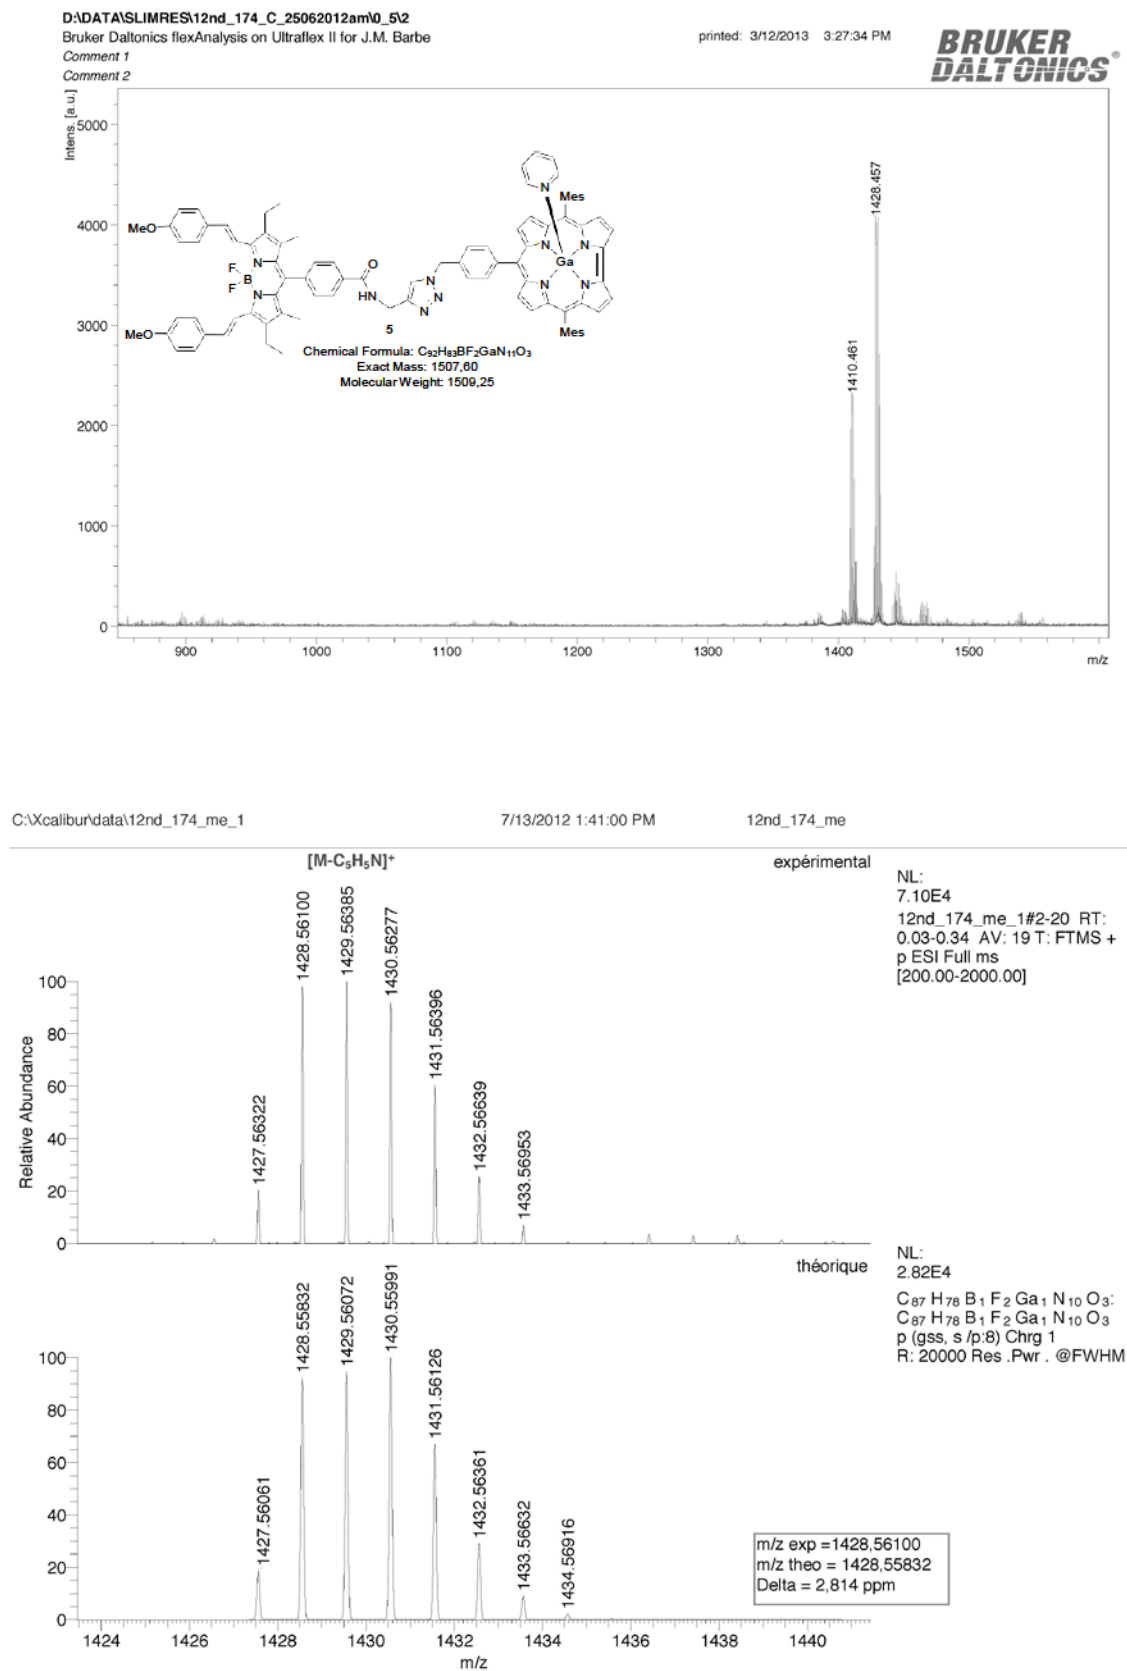 D:\DATA\SLIMRES\12nd_174_C_25062012am\0_5\2
Bruker Daltonics flexAnalysis on Ultraflex II for J.M. Barbe
printed: 3/12/2013 3:27:34 PM
BRUKER
DALTONICS®
Comment 1
Comment 2
Intens. [a.u.]
5000
4000
3000
2000
1000
0
900
1000
1100
1200
1300
1400
1500
m/z
1410.461
1428.457
MeO
MeO
F
F
B
N
N
O
HN
N
N
N
N
Mes
N
N
Ga
N
N
Mes
5
Chemical Formula: C₉₂H₈₃BF₂GaN₁₁O₃
Exact Mass: 1507,60
Molecular Weight: 1509,25
C:\Xcalibur\data\12nd_174_me_1
7/13/2012 1:41:00 PM
12nd_174_me
[M-C₅H₅N]⁺
expérimental
NL:
7.10E4
12nd_174_me_1#2-20 RT:
0.03-0.34 AV: 19 T: FTMS +
p ESI Full ms
[200.00-2000.00]
Relative Abundance
100
80
60
40
20
0
1427.56322
1428.56100
1429.56385
1430.56277
1431.56396
1432.56639
1433.56953
théorique
NL:
2.82E4
C₈₇ H₇₈ B₁ F₂ Ga₁ N₁₀ O₃:
C₈₇ H₇₈ B₁ F₂ Ga₁ N₁₀ O₃
p (gss, s /p:8) Chrg 1
R: 20000 Res .Pwr . @FWHM
100
80
60
40
20
0
1427.56061
1428.55832
1429.56072
1430.55991
1431.56126
1432.56361
1433.56632
1434.56916
m/z exp =1428,56100
m/z theo = 1428,55832
Delta = 2,814 ppm
1424
1426
1428
1430
1432
1434
1436
1438
1440
m/z